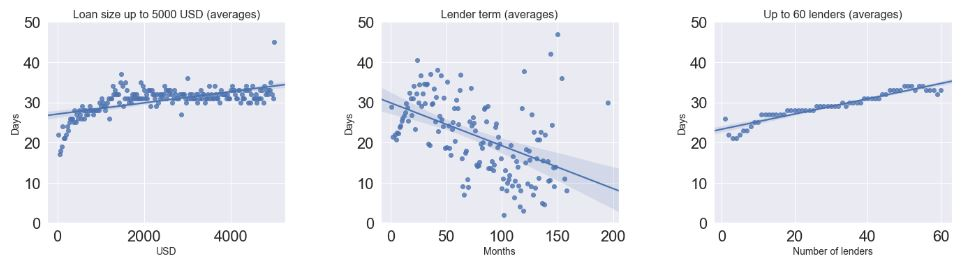 Loan size up to 5000 USD (averages)
50
40
30
20
10
0
Days
0 2000 4000
USD
Lender term (averages)
50
40
30
20
10
0
Days
0 50 100 150 200
Months
Up to 60 lenders (averages)
50
40
30
20
10
0
Days
0 20 40 60
Number of lenders